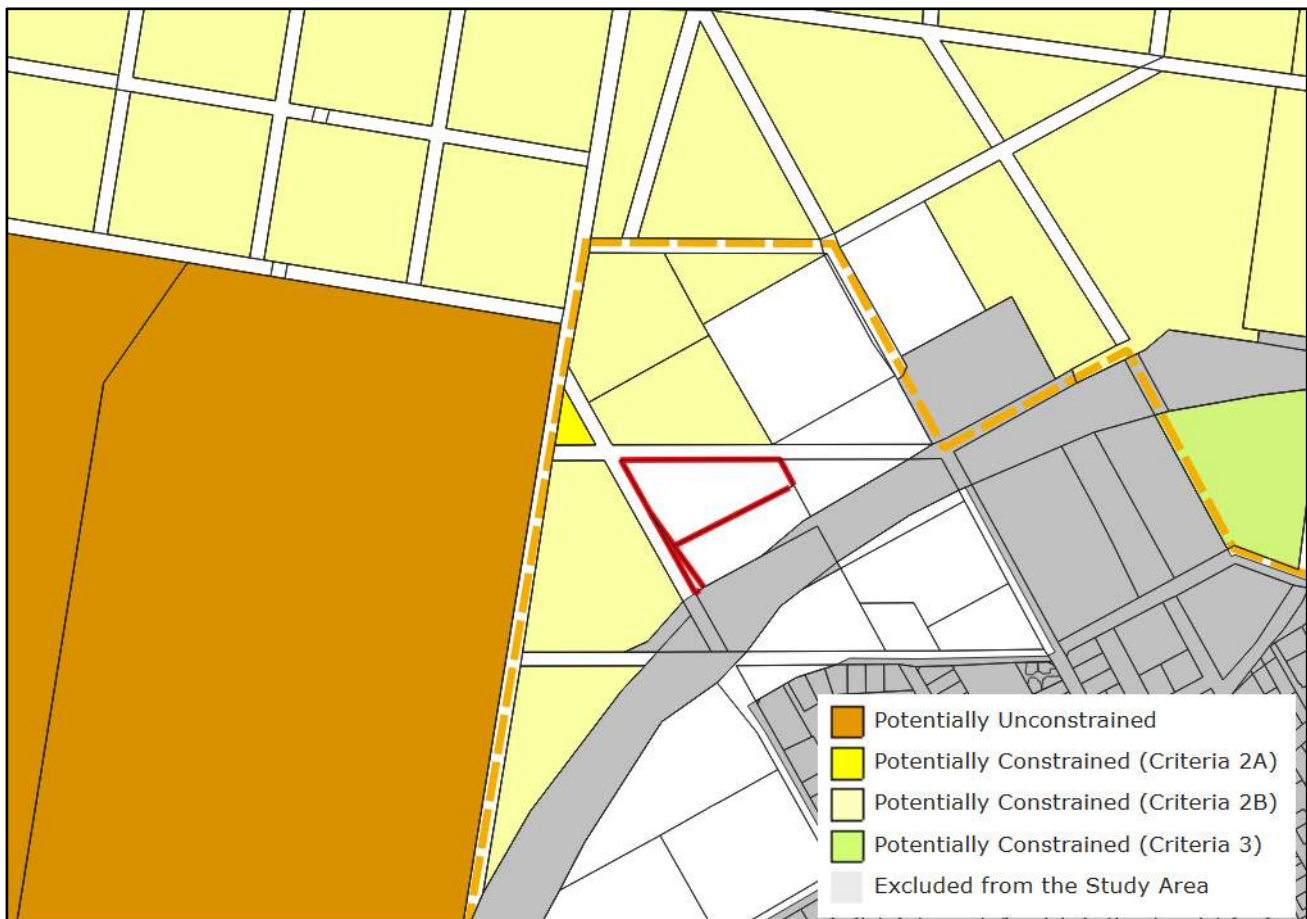 Potentially Unconstrained
Potentially Constrained (Criteria 2A)
Potentially Constrained (Criteria 2B)
Potentially Constrained (Criteria 3)
Excluded from the Study Area